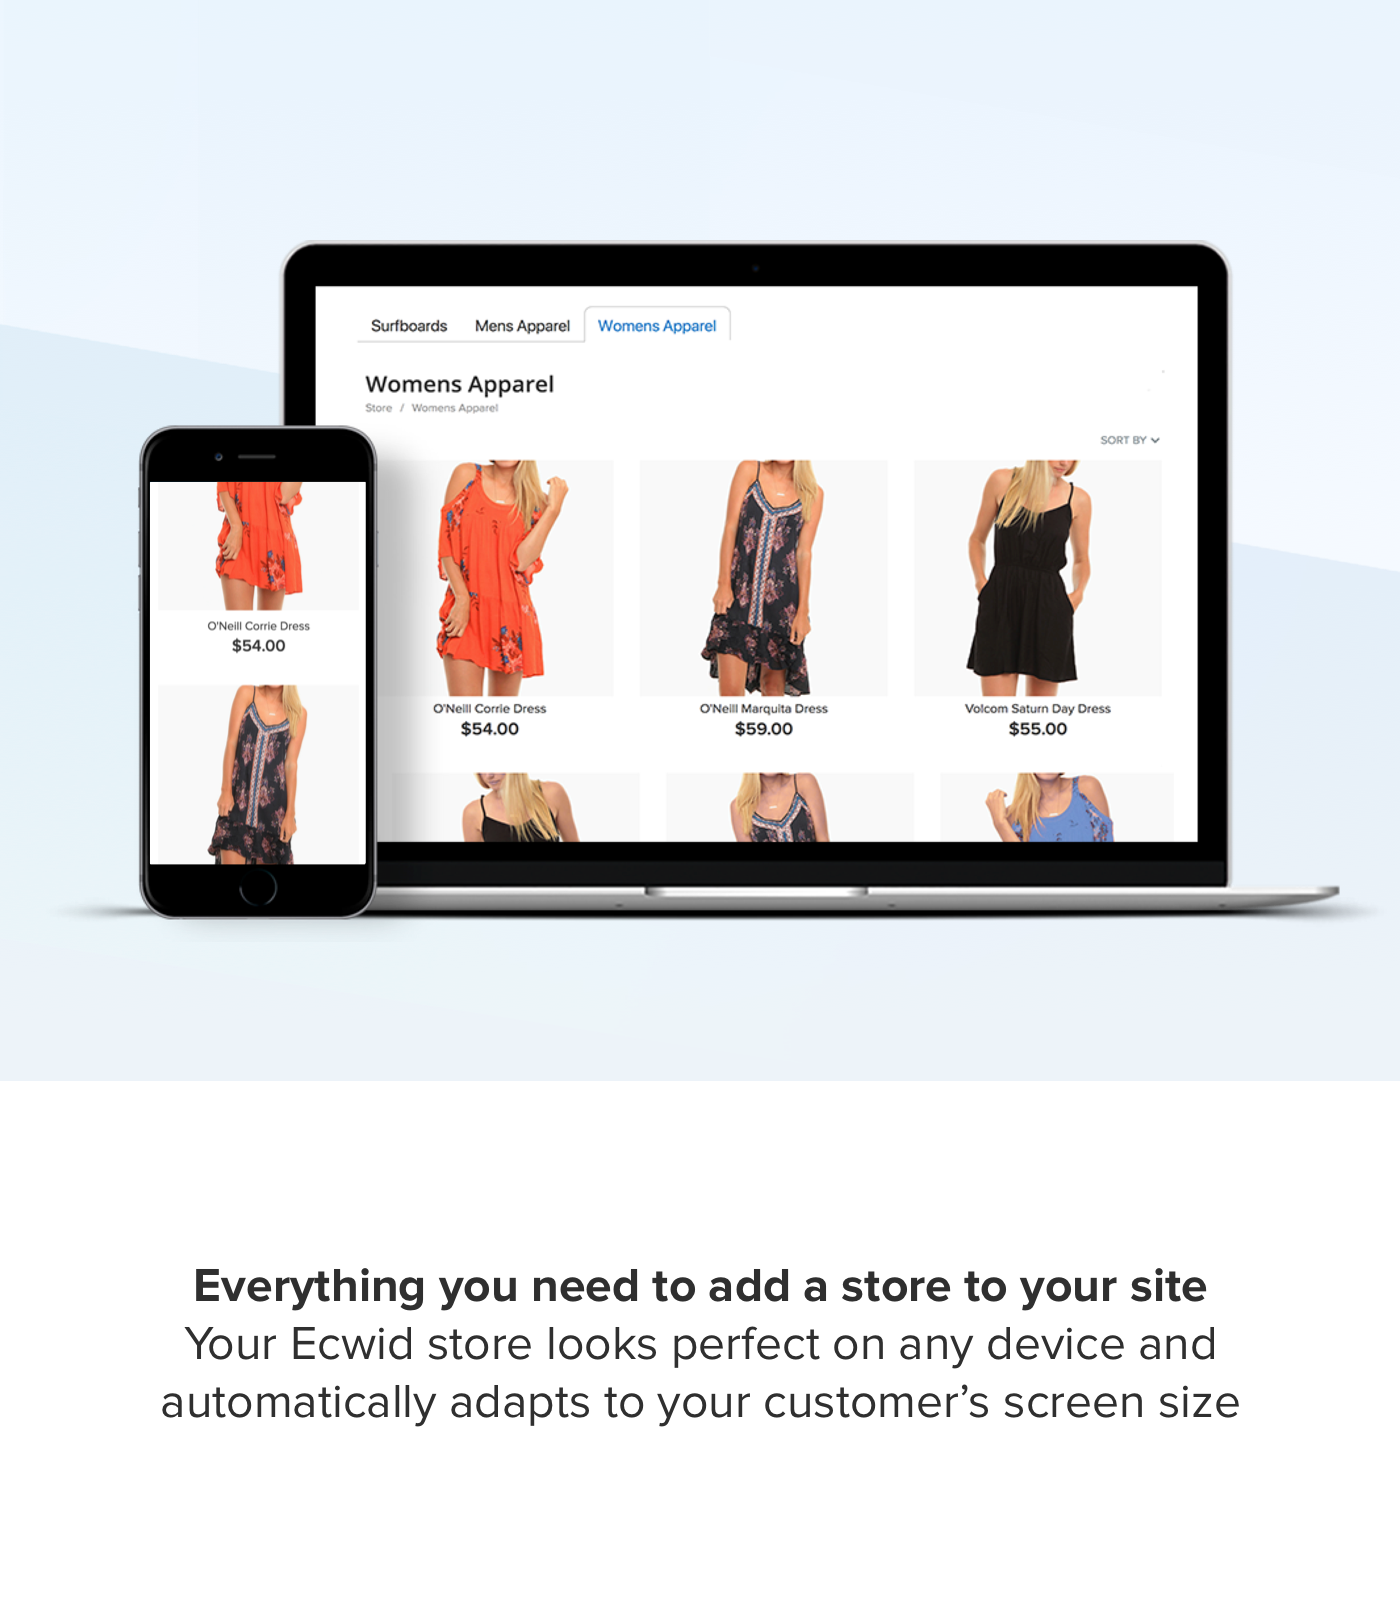 Surfboards Mens Apparel Womens Apparel
Womens Apparel
Store / Womens Apparel
SORT BY
O'Neill Corrie Dress
$54.00
O'Neill Corrie Dress
$54.00
O'Neill Marquita Dress
$59.00
Volcom Saturn Day Dress
$55.00
Everything you need to add a store to your site
Your Ecwid store looks perfect on any device and
automatically adapts to your customer’s screen size